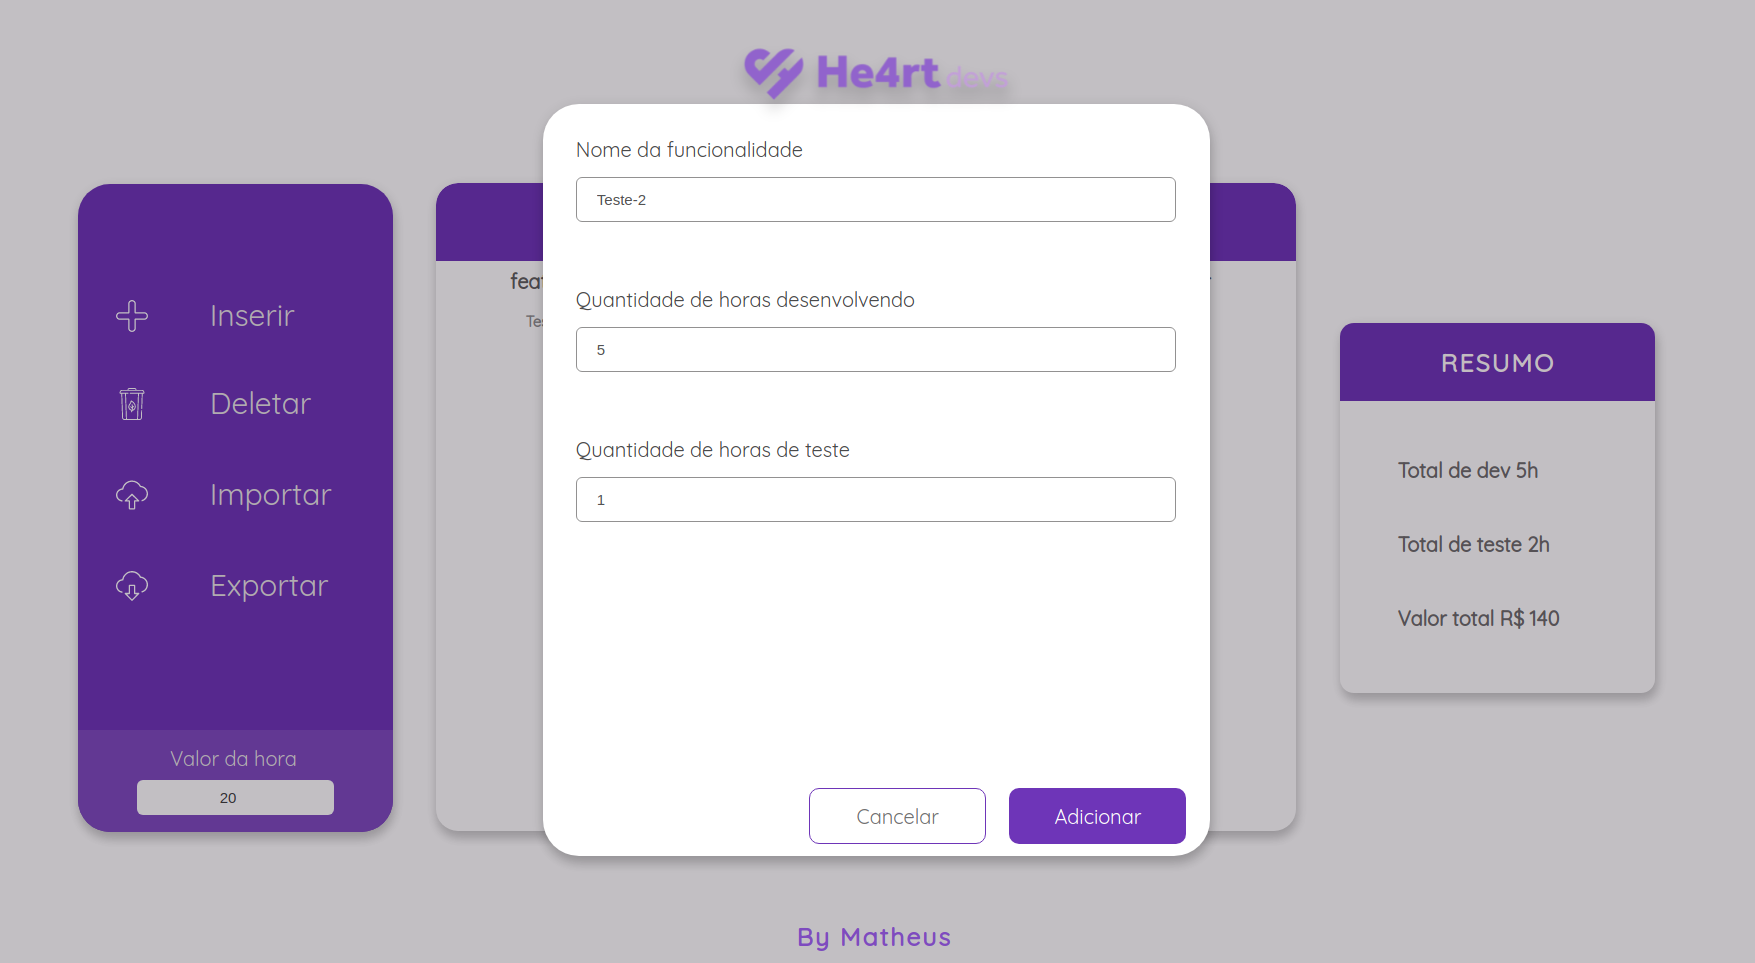 He4rt devs
Nome da funcionalidade
Teste-2
Quantidade de horas desenvolvendo
5
Quantidade de horas de teste
1
Cancelar
Adicionar
Inserir
Deletar
Importar
Exportar
Valor da hora
20
RESUMO
Total de dev 5h
Total de teste 2h
Valor total R$ 140
By Matheus